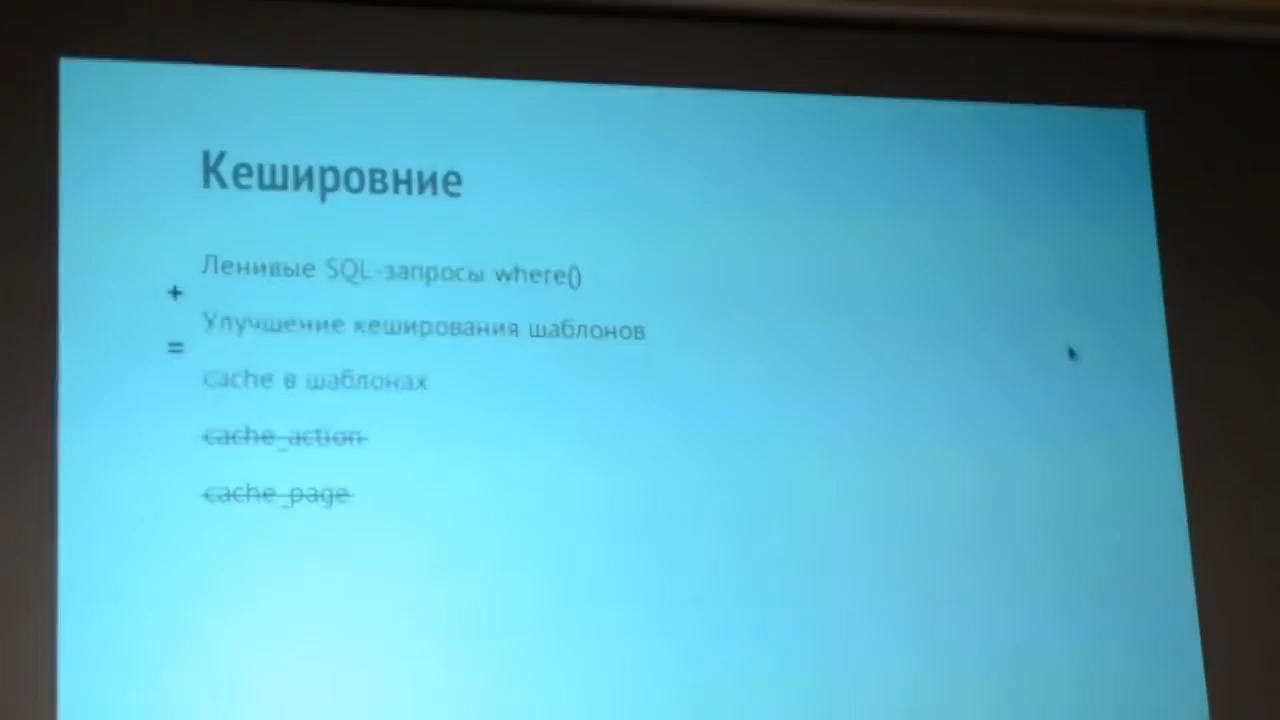 Кешировние
Ленивые SQL-запросы where()
+
Улучшение кеширования шаблонов
=
cache в шаблонах
cache_action
cache_page